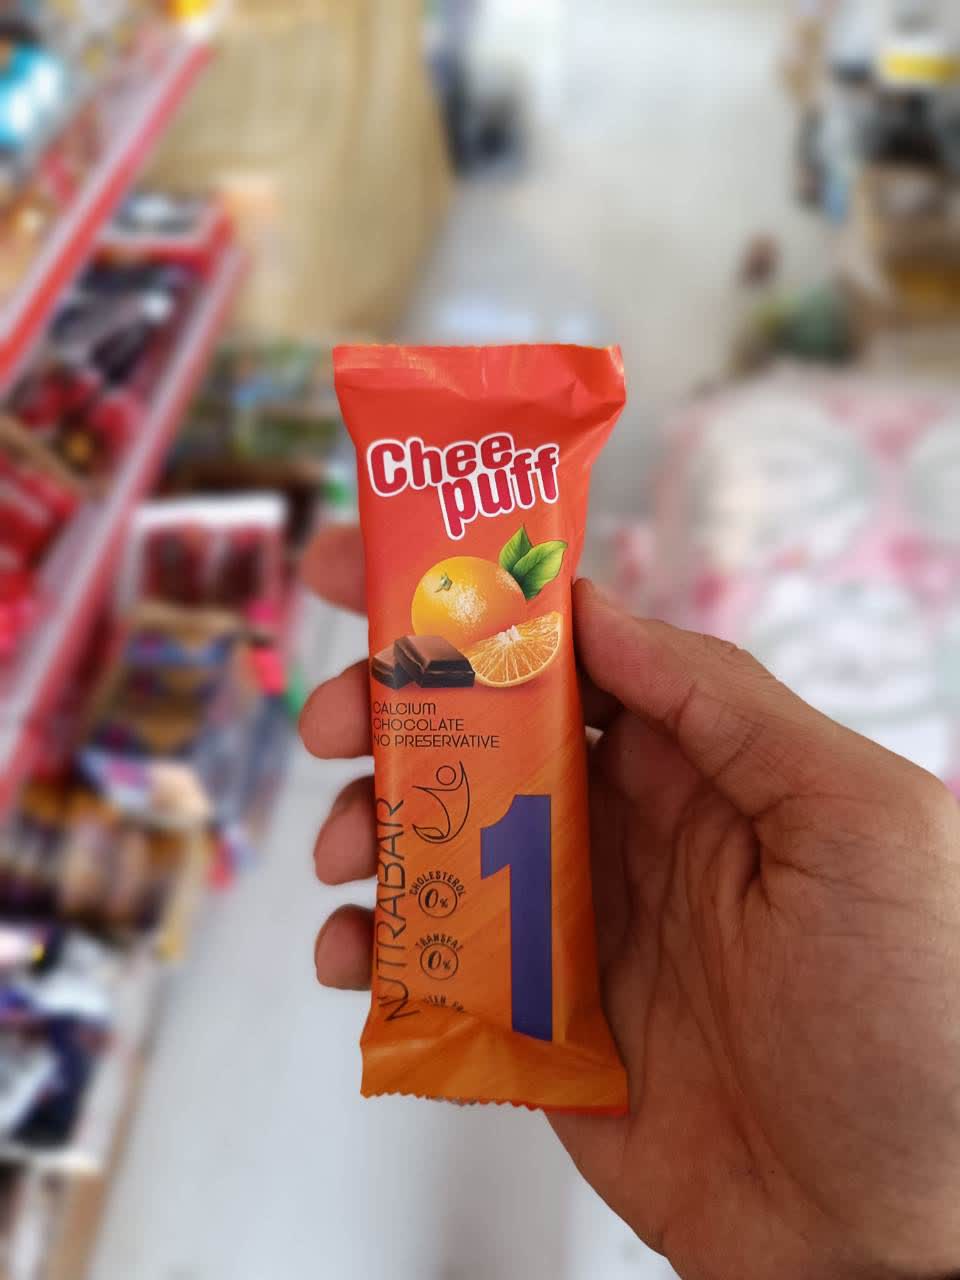 Chee
puff
CALCIUM
CHOCOLATE
NO PRESERVATIVE
NUTRABAR
1
CHOLESTEROL
0%
TRANSFAT
0%